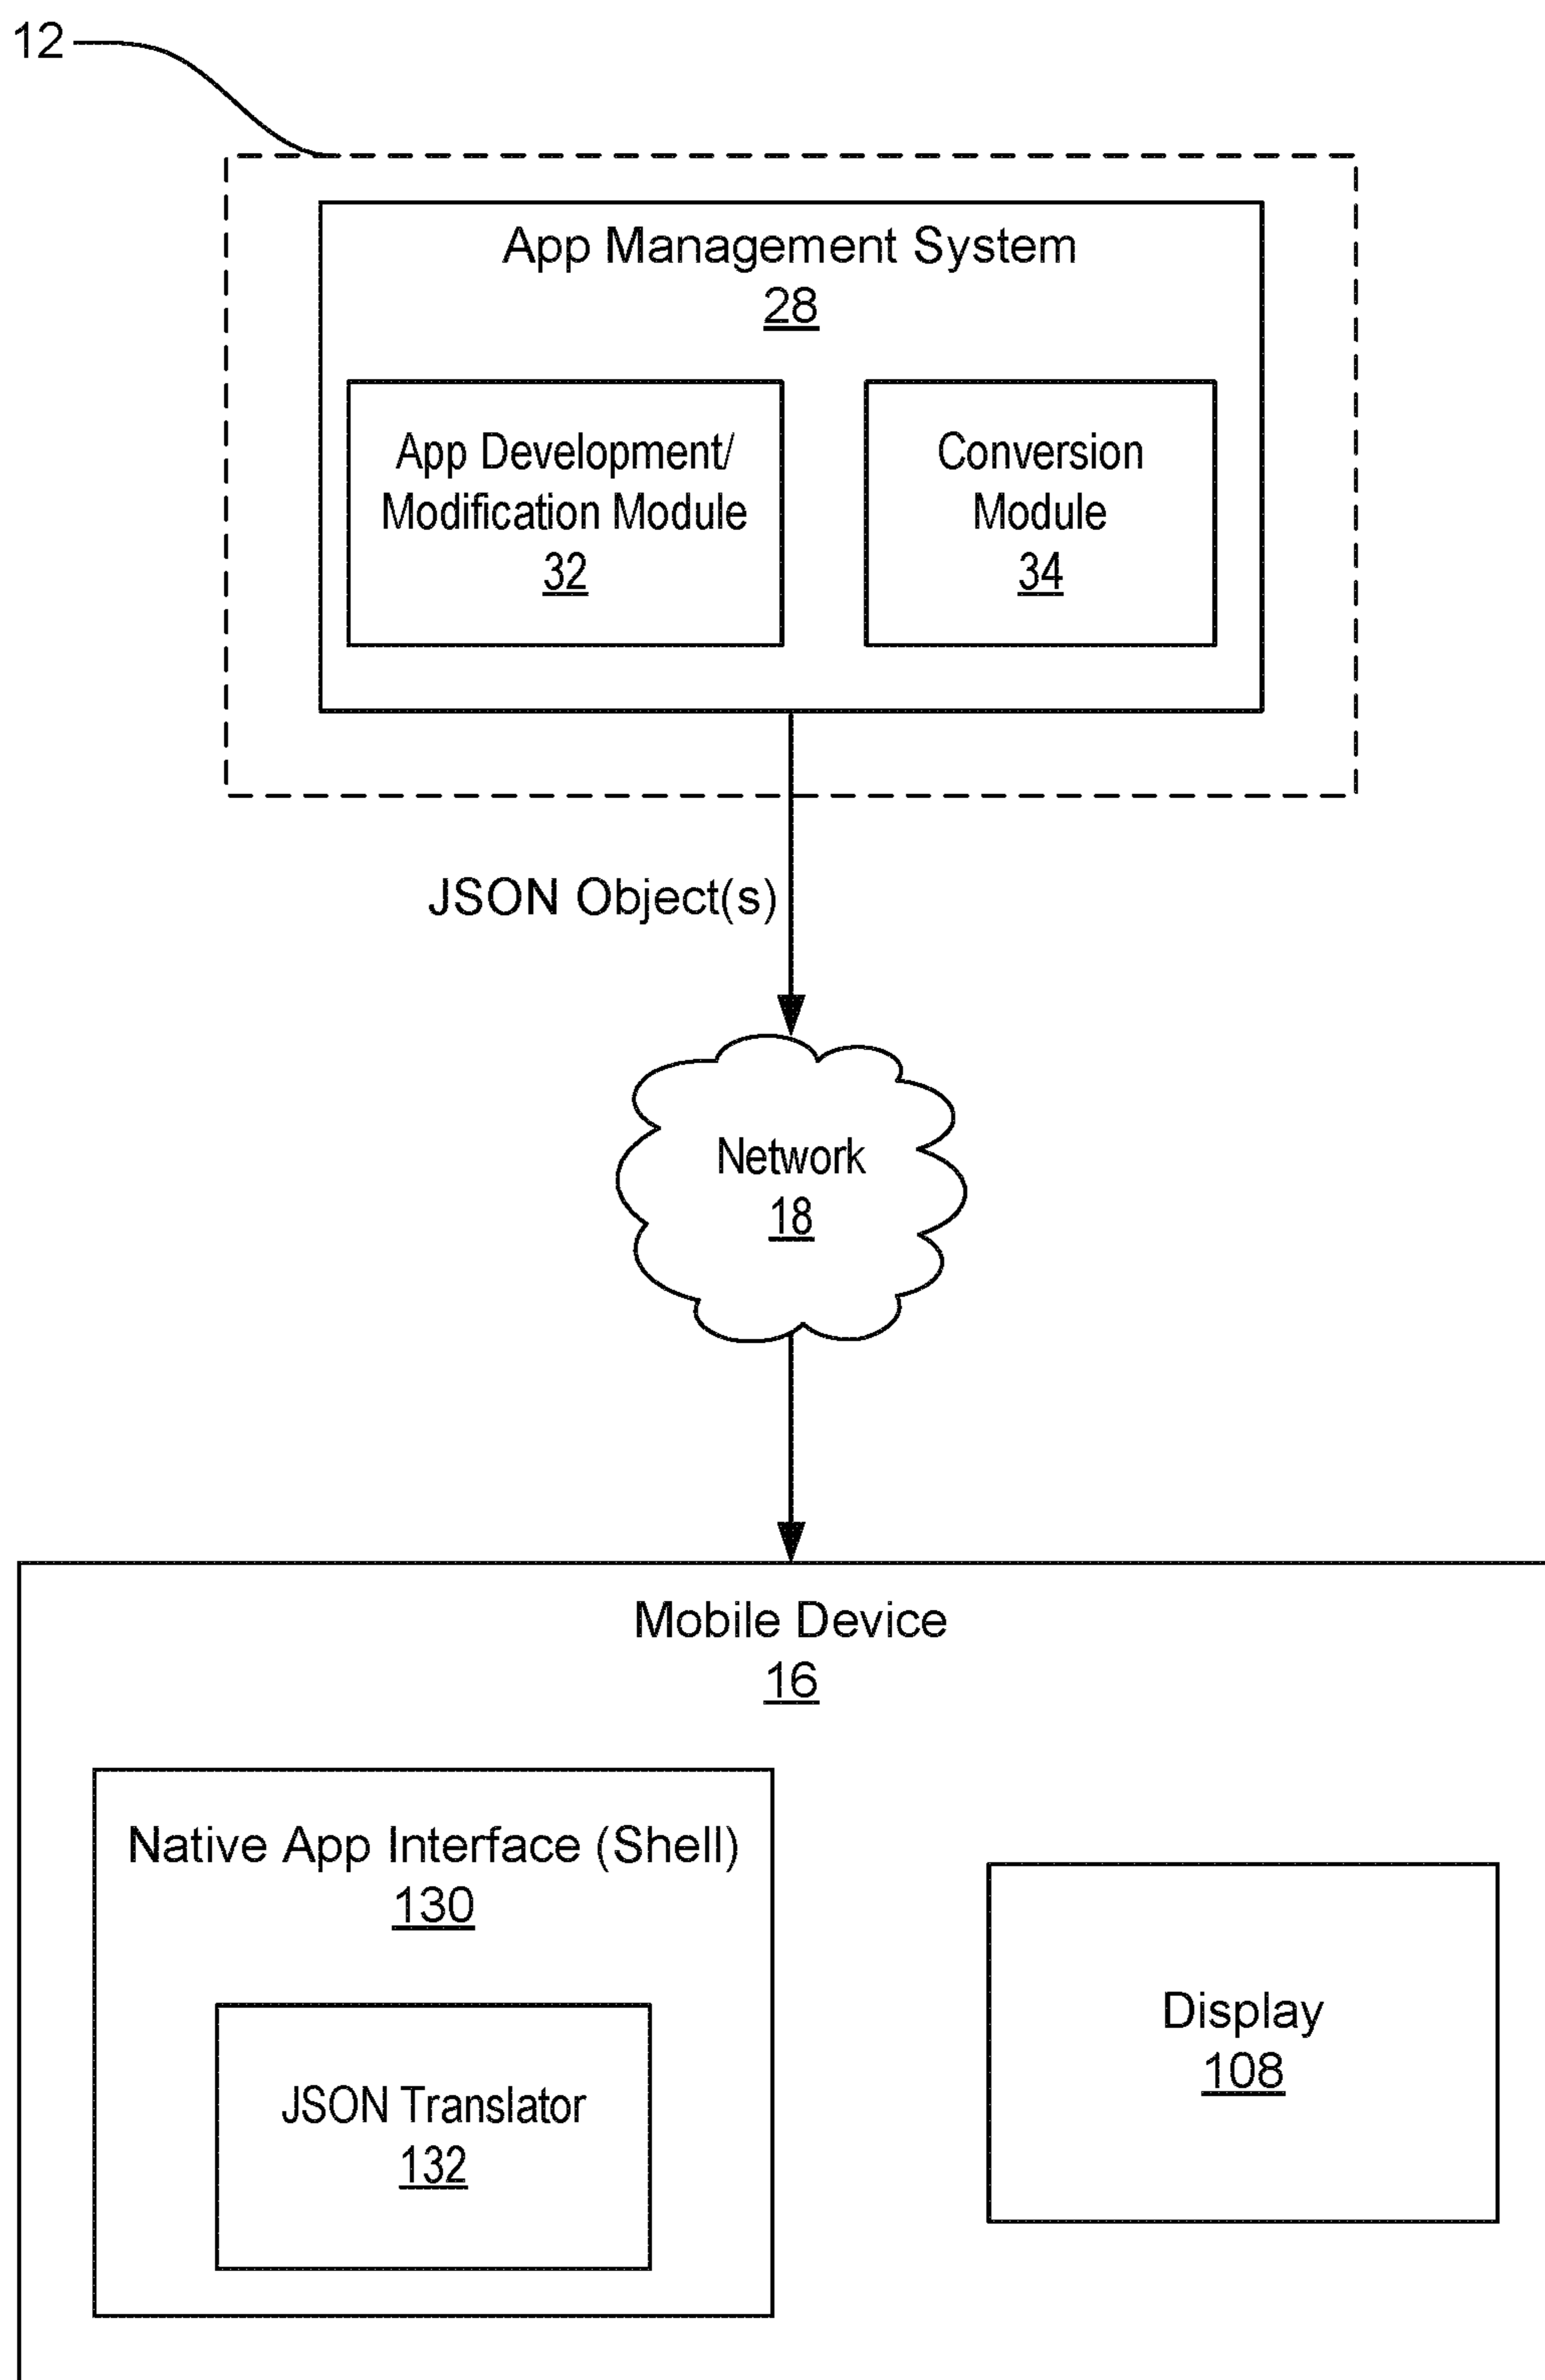 12
App Management System
28
App Development/
Modification Module
32
Conversion
Module
34
JSON Object(s)
Network
18
Mobile Device
16
Native App Interface (Shell)
130
JSON Translator
132
Display
108